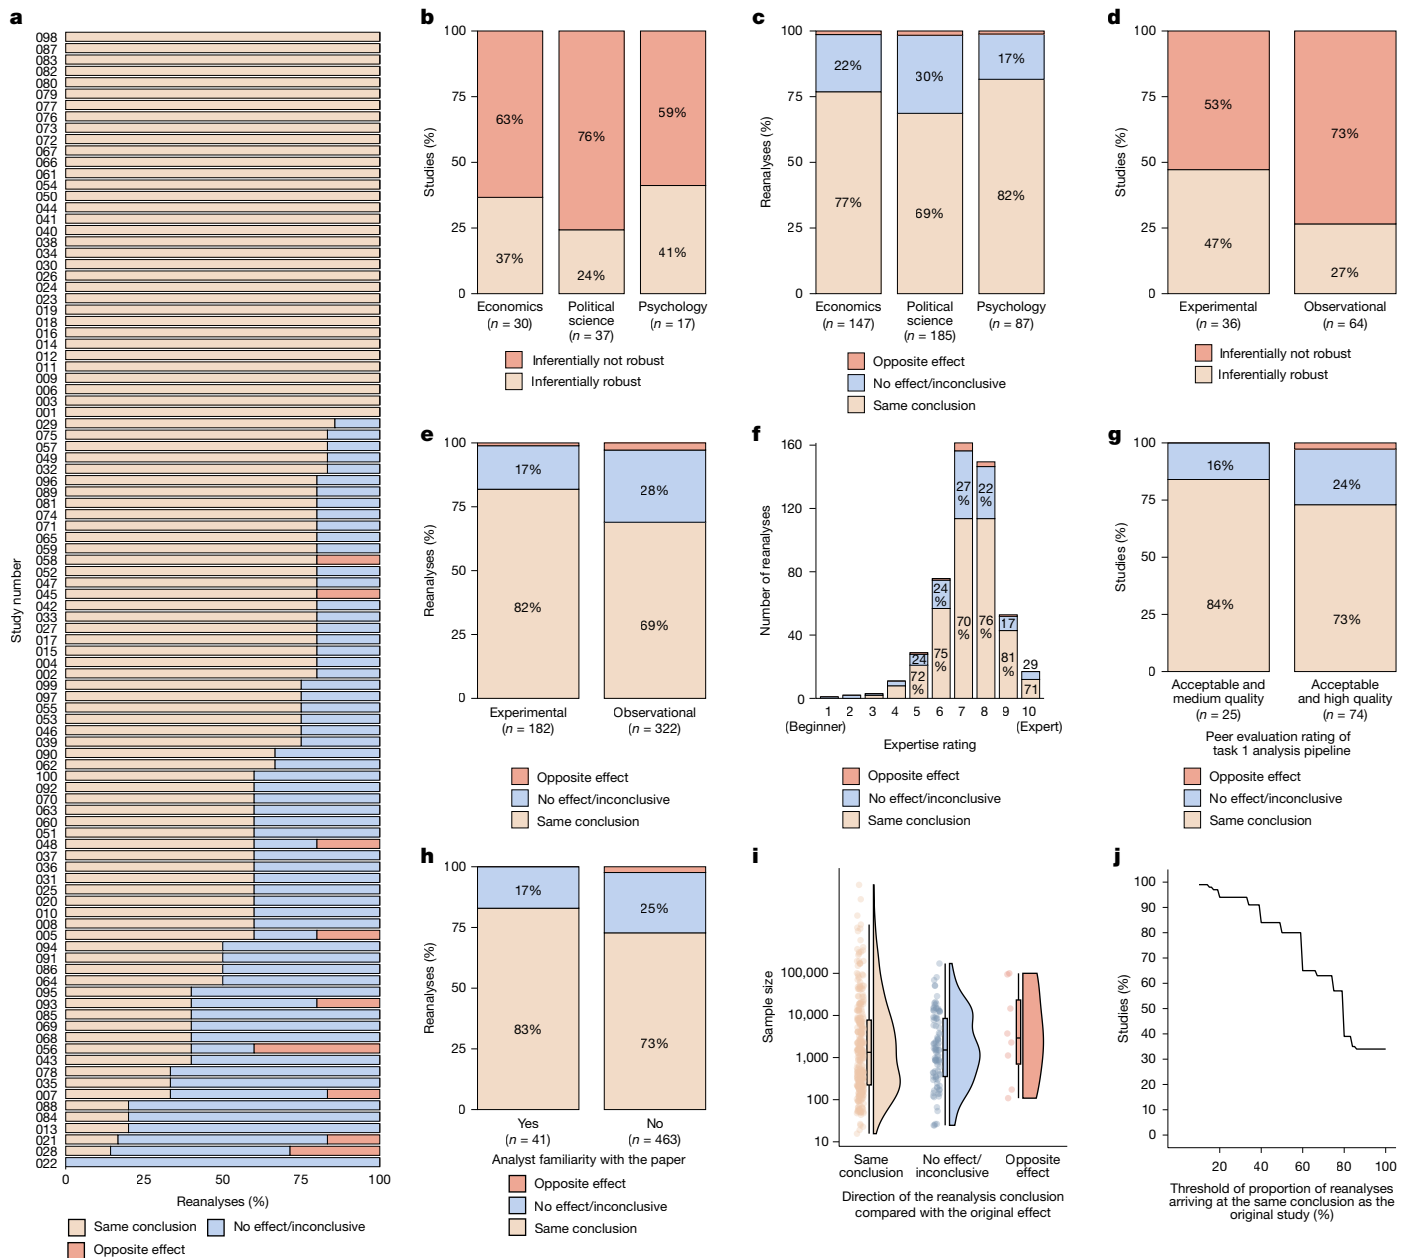 a
098
087
083
082
080
079
077
076
073
072
067
066
061
054
050
044
041
040
038
034
030
026
024
023
019
018
016
014
012
011
009
006
003
001
029
075
057
049
032
096
089
081
074
071
065
059
058
052
047
045
042
033
027
017
015
004
002
099
097
055
053
046
039
090
062
100
092
070
063
060
051
048
037
036
031
025
020
010
008
005
094
091
086
064
095
093
085
069
068
056
043
078
035
007
088
084
013
021
028
022
Study number
0 25 50 75 100
Reanalyses (%)
Same conclusion No effect/inconclusive
Opposite effect
b
100
75
50
25
0
Studies (%)
63% 76% 59%
37% 24% 41%
Economics Political Psychology
(n = 30) science (n = 17)
(n = 37)
Inferentially not robust
Inferentially robust
c
100
75
50
25
0
Reanalyses (%)
22% 30% 17%
77% 69% 82%
Economics Political Psychology
(n = 147) science (n = 87)
(n = 185)
Opposite effect
No effect/inconclusive
Same conclusion
d
100
75
50
25
0
Studies (%)
53% 73%
47% 27%
Experimental Observational
(n = 36) (n = 64)
Inferentially not robust
Inferentially robust
e
100
75
50
25
0
Reanalyses (%)
17% 28%
82% 69%
Experimental Observational
(n = 182) (n = 322)
Opposite effect
No effect/inconclusive
Same conclusion
f
160
120
80
40
0
Number of reanalyses
24 24 % 27 % 22 % 17 29
72 % 75 % 70 % 76 % 81 % 71
1 2 3 4 5 6 7 8 9 10
(Beginner) (Expert)
Expertise rating
Opposite effect
No effect/inconclusive
Same conclusion
g
100
75
50
25
0
Studies (%)
16% 24%
84% 73%
Acceptable and Acceptable
medium quality and high quality
(n = 25) (n = 74)
Peer evaluation rating of
task 1 analysis pipeline
Opposite effect
No effect/inconclusive
Same conclusion
h
100
75
50
25
0
Reanalyses (%)
17% 25%
83% 73%
Yes No
(n = 41) (n = 463)
Analyst familiarity with the paper
Opposite effect
No effect/inconclusive
Same conclusion
i
100,000
10,000
1,000
100
10
Sample size
Same No effect/ Opposite
conclusion inconclusive effect
Direction of the reanalysis conclusion
compared with the original effect
j
100
90
80
70
60
50
40
30
20
10
0
Studies (%)
20 40 60 80 100
Threshold of proportion of reanalyses
arriving at the same conclusion as the
original study (%)